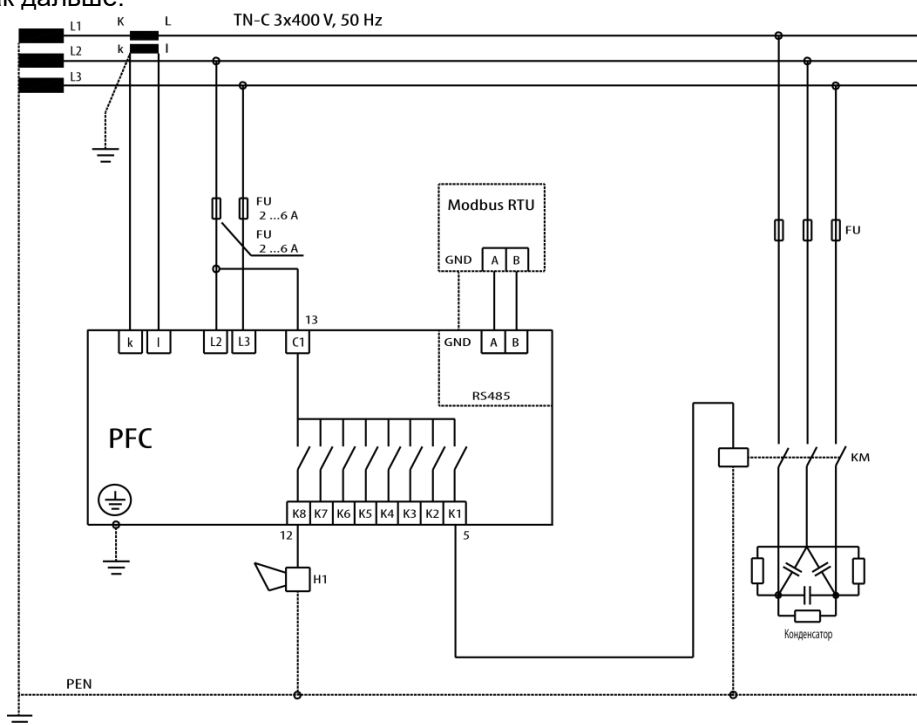 ак дальше.
TN-C 3x400 V, 50 Hz
L1
K
L
L2
k
l
L3
FU
2 ...6 A
FU
2 ...6 A
Modbus RTU
GND
A
B
FU
13
k
l
L2
L3
C1
GND
A
B
RS485
PFC
KM
K8
K7
K6
K5
K4
K3
K2
K1
12
5
H1
Конденсатор
PEN